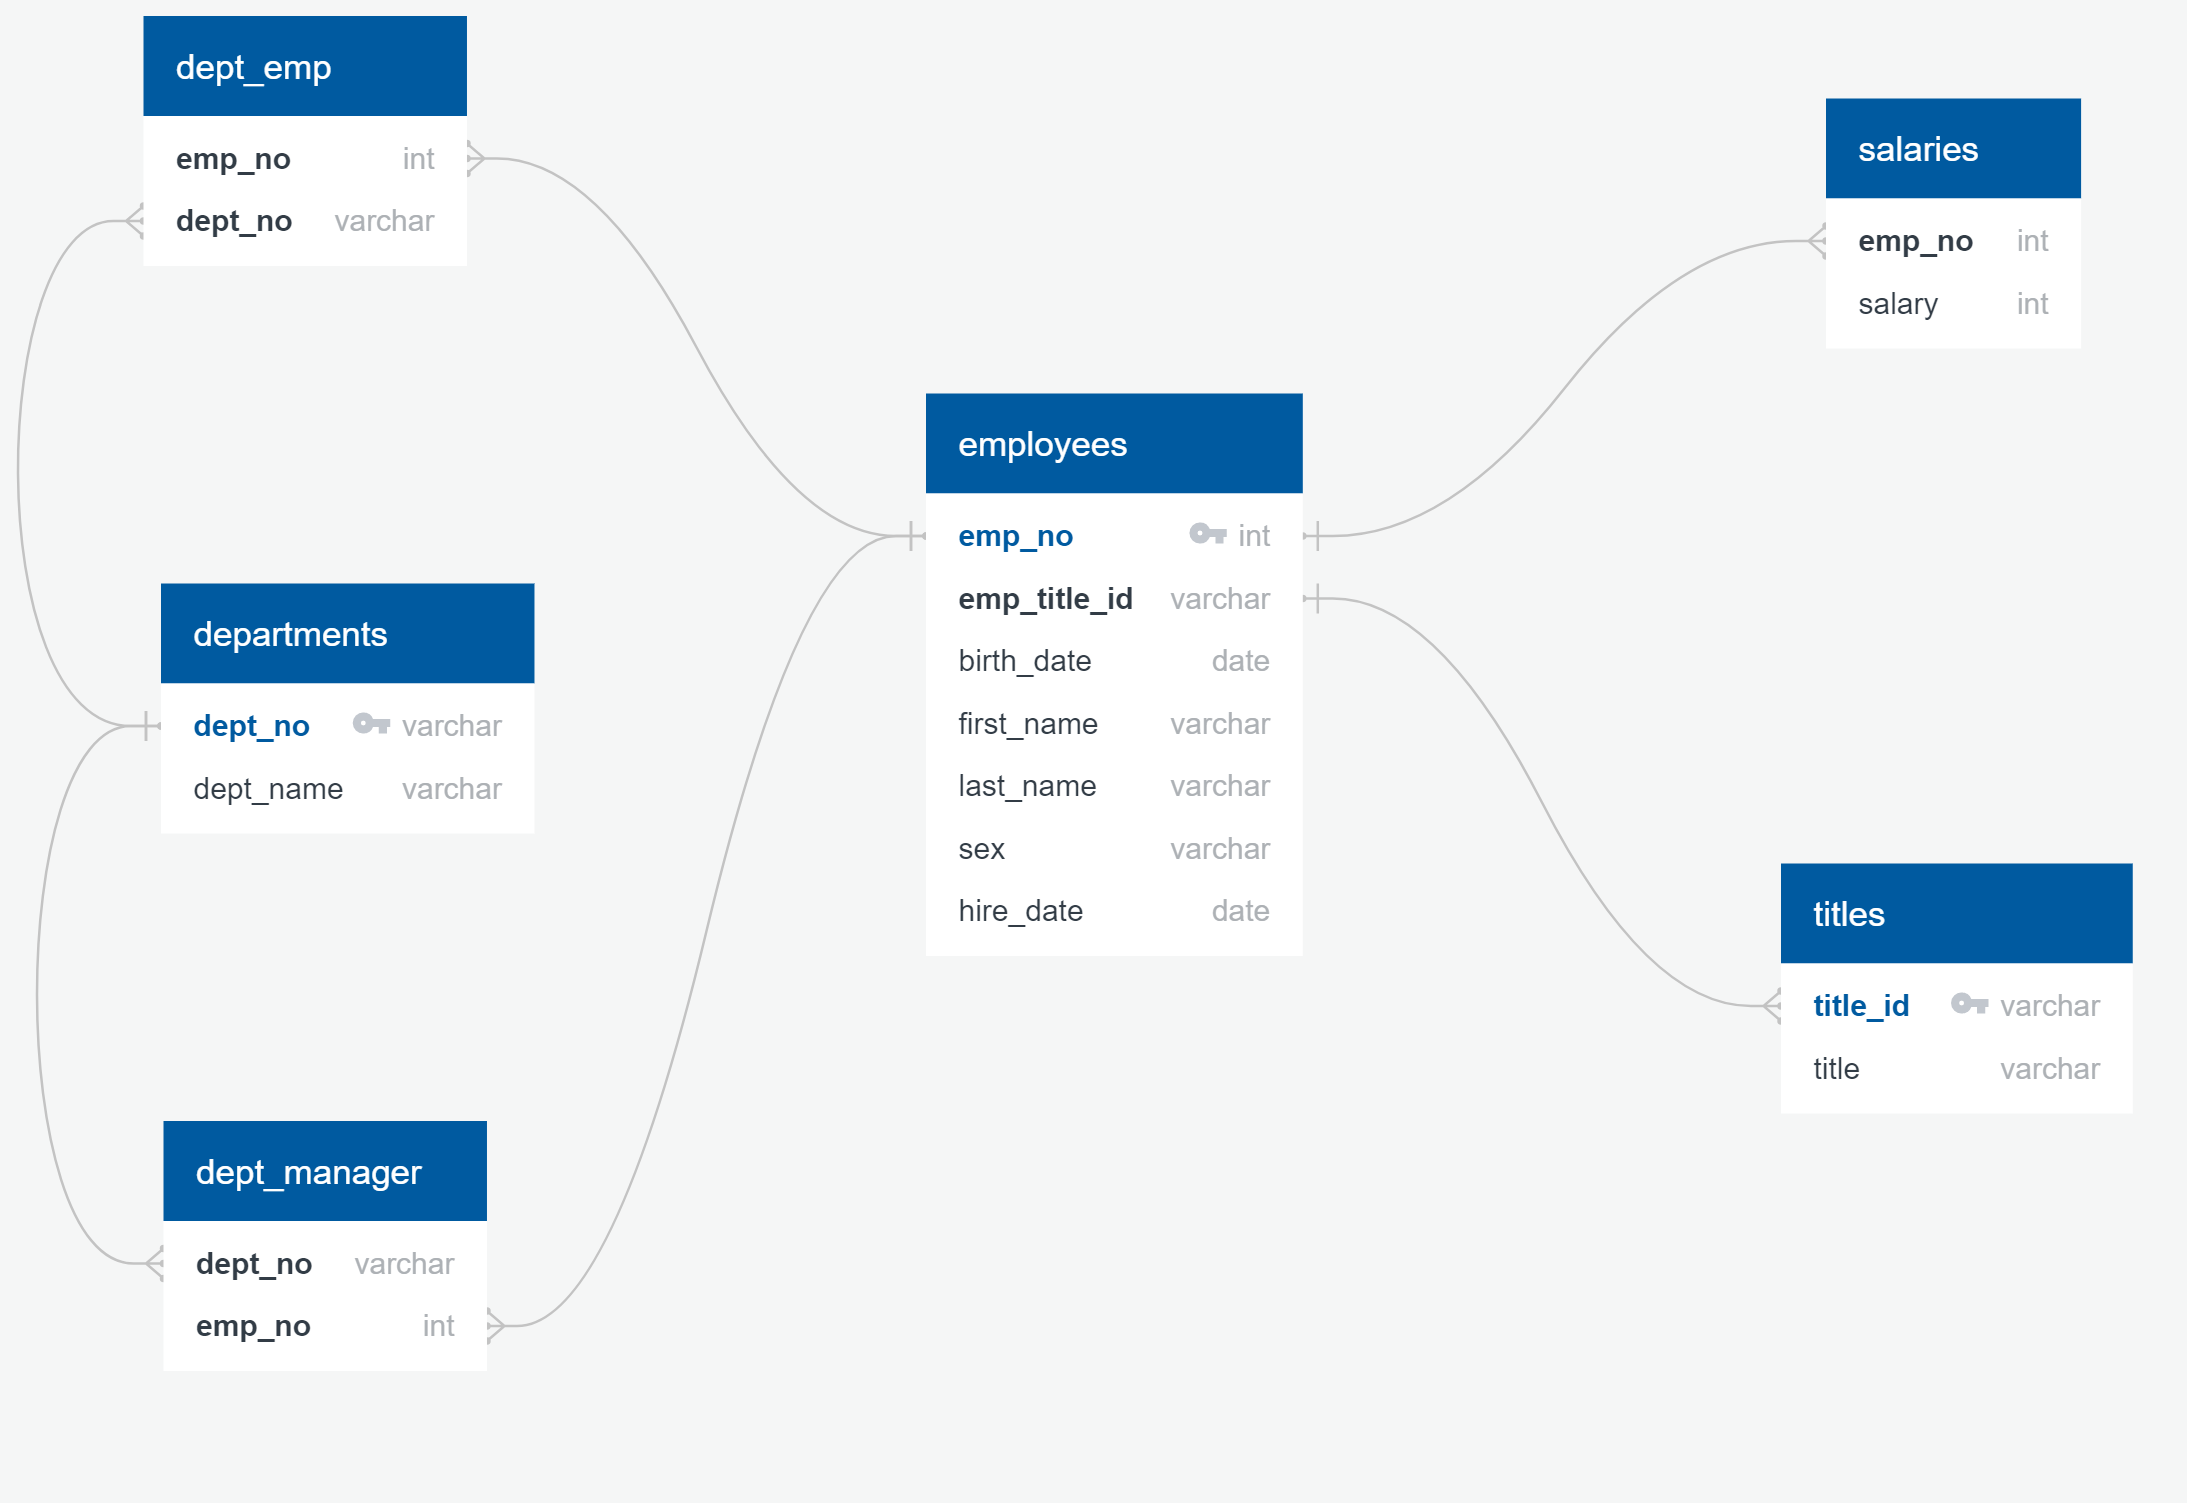 dept_emp
emp_no int
dept_no varchar
salaries
emp_no int
salary int
employees
emp_no int
emp_title_id varchar
birth_date date
first_name varchar
last_name varchar
sex varchar
hire_date date
departments
dept_no varchar
dept_name varchar
titles
title_id varchar
title varchar
dept_manager
dept_no varchar
emp_no int